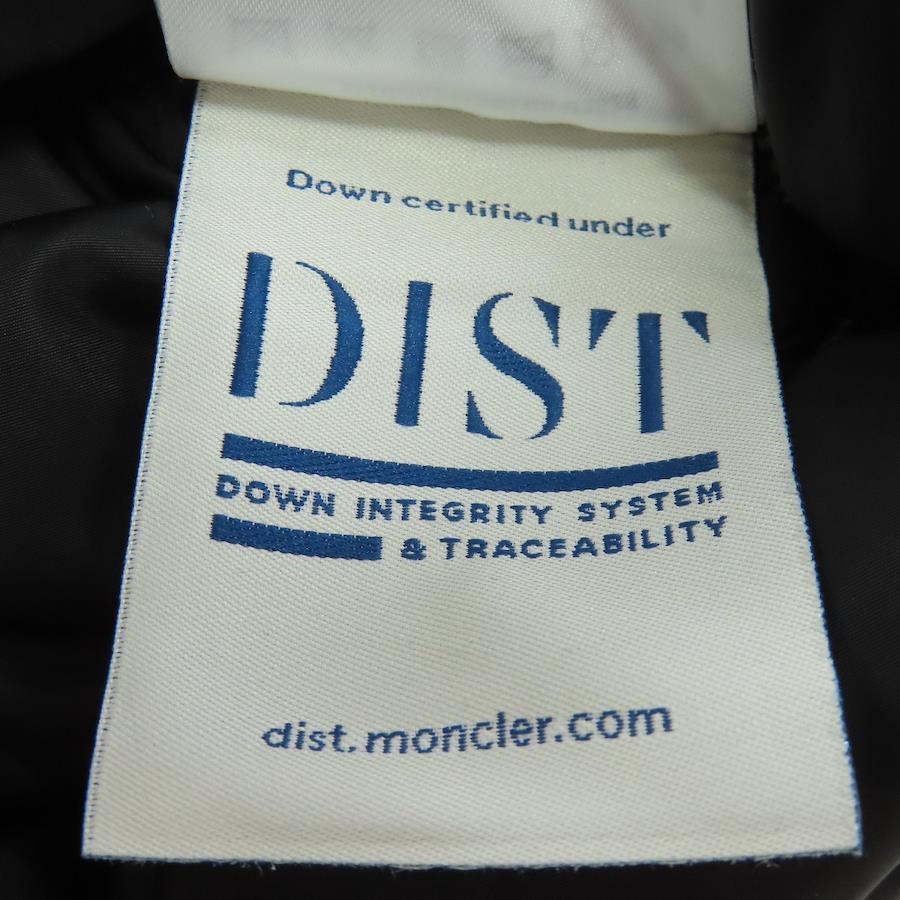 Down certified under
DIST
DOWN INTEGRITY SYSTEM
& TRACEABILITY
dist.moncler.com